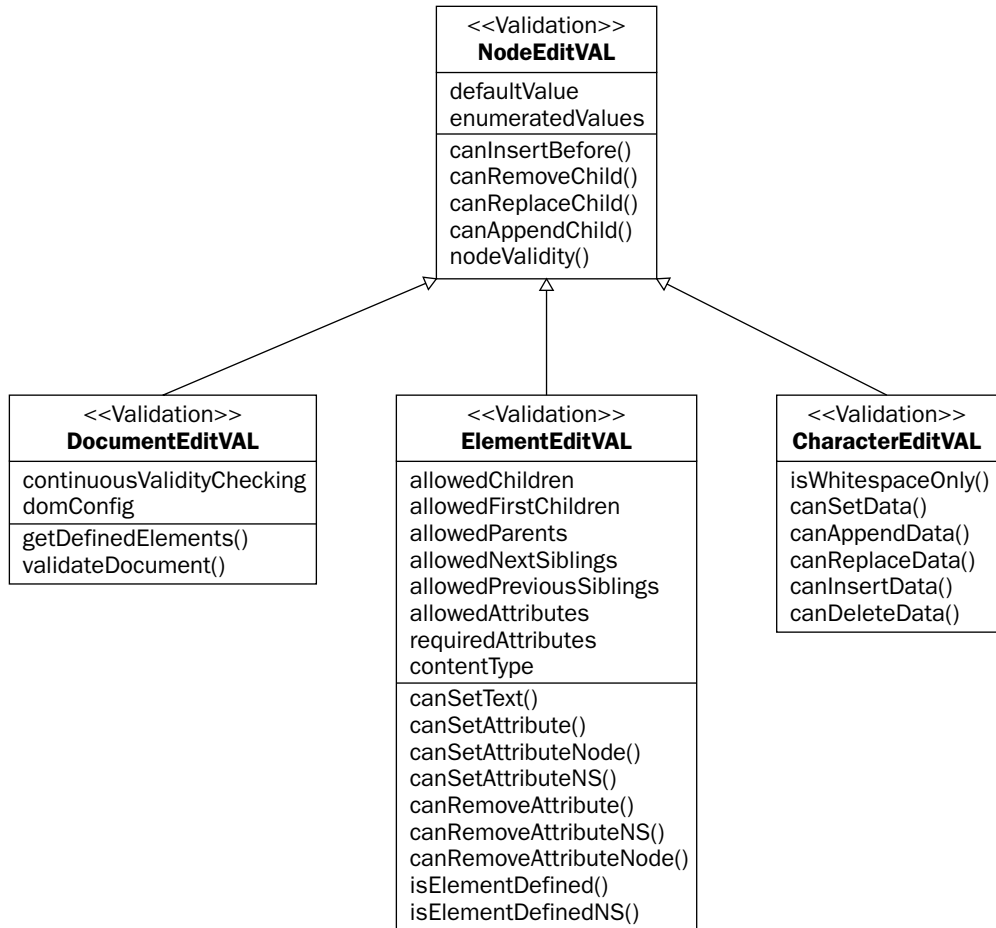 <<Validation>>
NodeEditVAL
defaultValue
enumeratedValues
canInsertBefore()
canRemoveChild()
canReplaceChild()
canAppendChild()
nodeValidity()
<<Validation>>
DocumentEditVAL
continuousValidityChecking
domConfig
getDefinedElements()
validateDocument()
<<Validation>>
ElementEditVAL
allowedChildren
allowedFirstChildren
allowedParents
allowedNextSiblings
allowedPreviousSiblings
allowedAttributes
requiredAttributes
contentType
canSetText()
canSetAttribute()
canSetAttributeNode()
canSetAttributeNS()
canRemoveAttribute()
canRemoveAttributeNS()
canRemoveAttributeNode()
isElementDefined()
isElementDefinedNS()
<<Validation>>
CharacterEditVAL
isWhitespaceOnly()
canSetData()
canAppendData()
canReplaceData()
canInsertData()
canDeleteData()